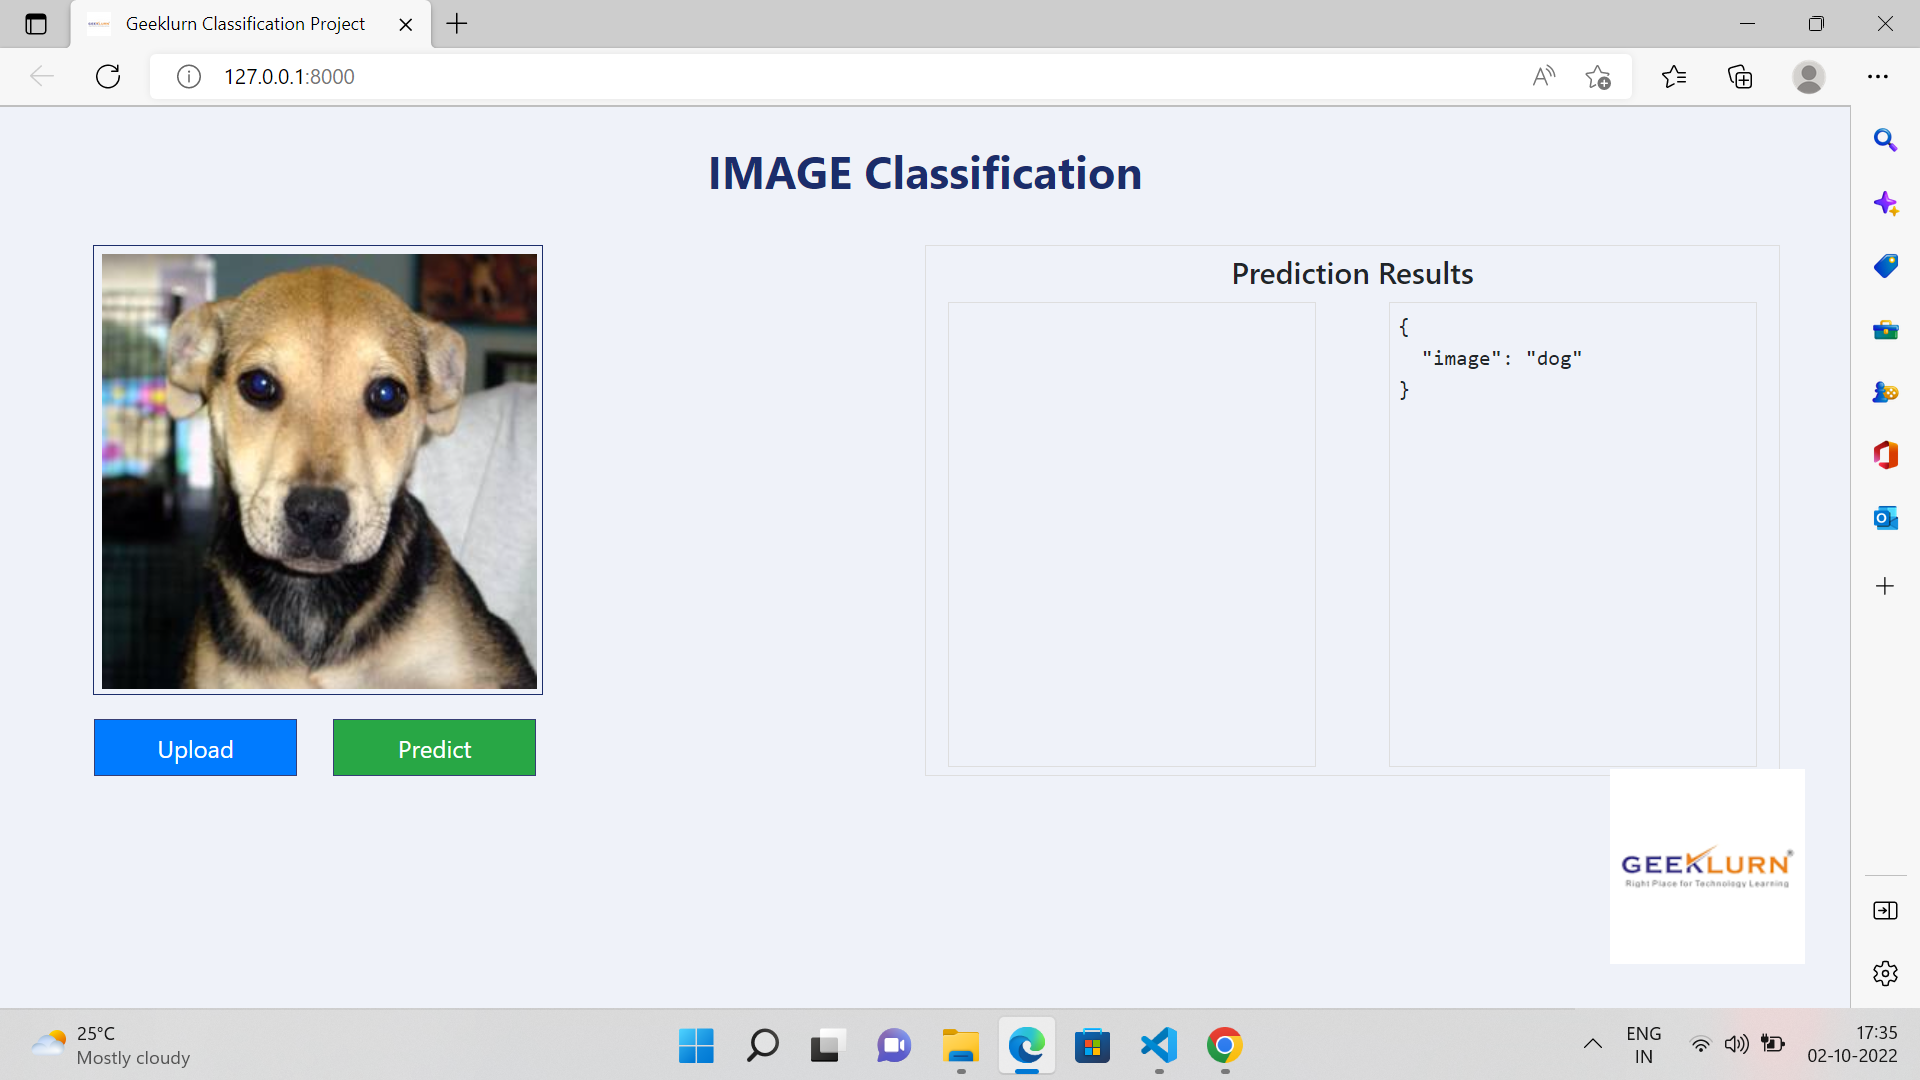 Geeklurn Classification Project
127.0.0.1:8000
IMAGE Classification
Prediction Results
{
"image": "dog"
}
Upload
Predict
GEEKLURN®
Right Place for Technology Learning
25°C
Mostly cloudy
ENG
IN
17:35
02-10-2022